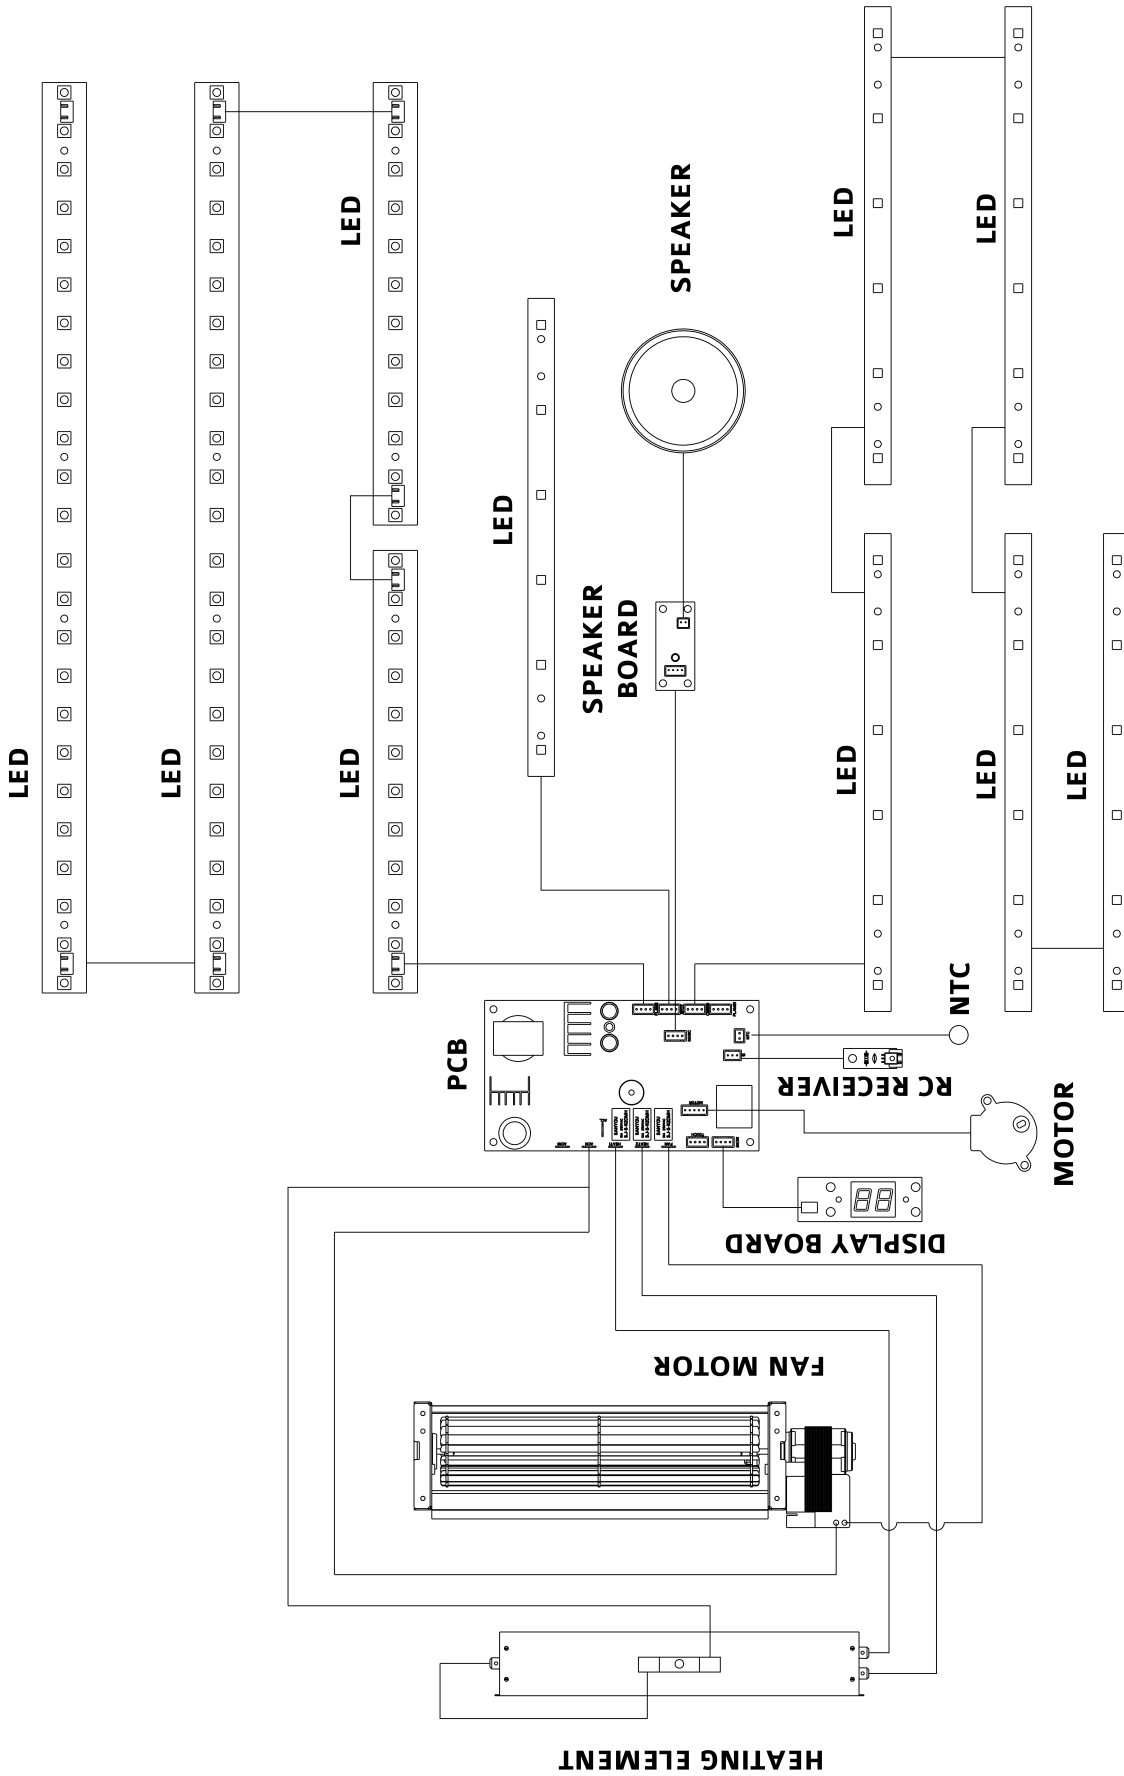 LED
LED
SPEAKER
LED
LED
LED
SPEAKER
BOARD
LED
LED
LED
LED
LED
LED
NTC
PCB
RC RECEIVER
MOTOR
DISPLAY BOARD
FAN MOTOR
HEATING ELEMENT